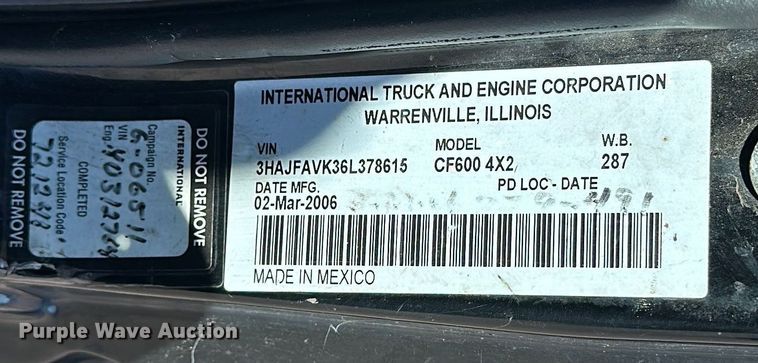 INTERNATIONAL TRUCK AND ENGINE CORPORATION
WARRENVILLE, ILLINOIS
VIN MODEL W.B.
3HAJFAVK36L378615 CF600 4X2 287
DATE MFG. PD LOC - DATE
02-Mar-2006
MADE IN MEXICO
DO NOT REMOVE
INTERNATIONAL
Campaign No. 06511
VIN
Eng.
COMPLETED
Service Location Code #
DO NOT REMOVE
Purple Wave Auction